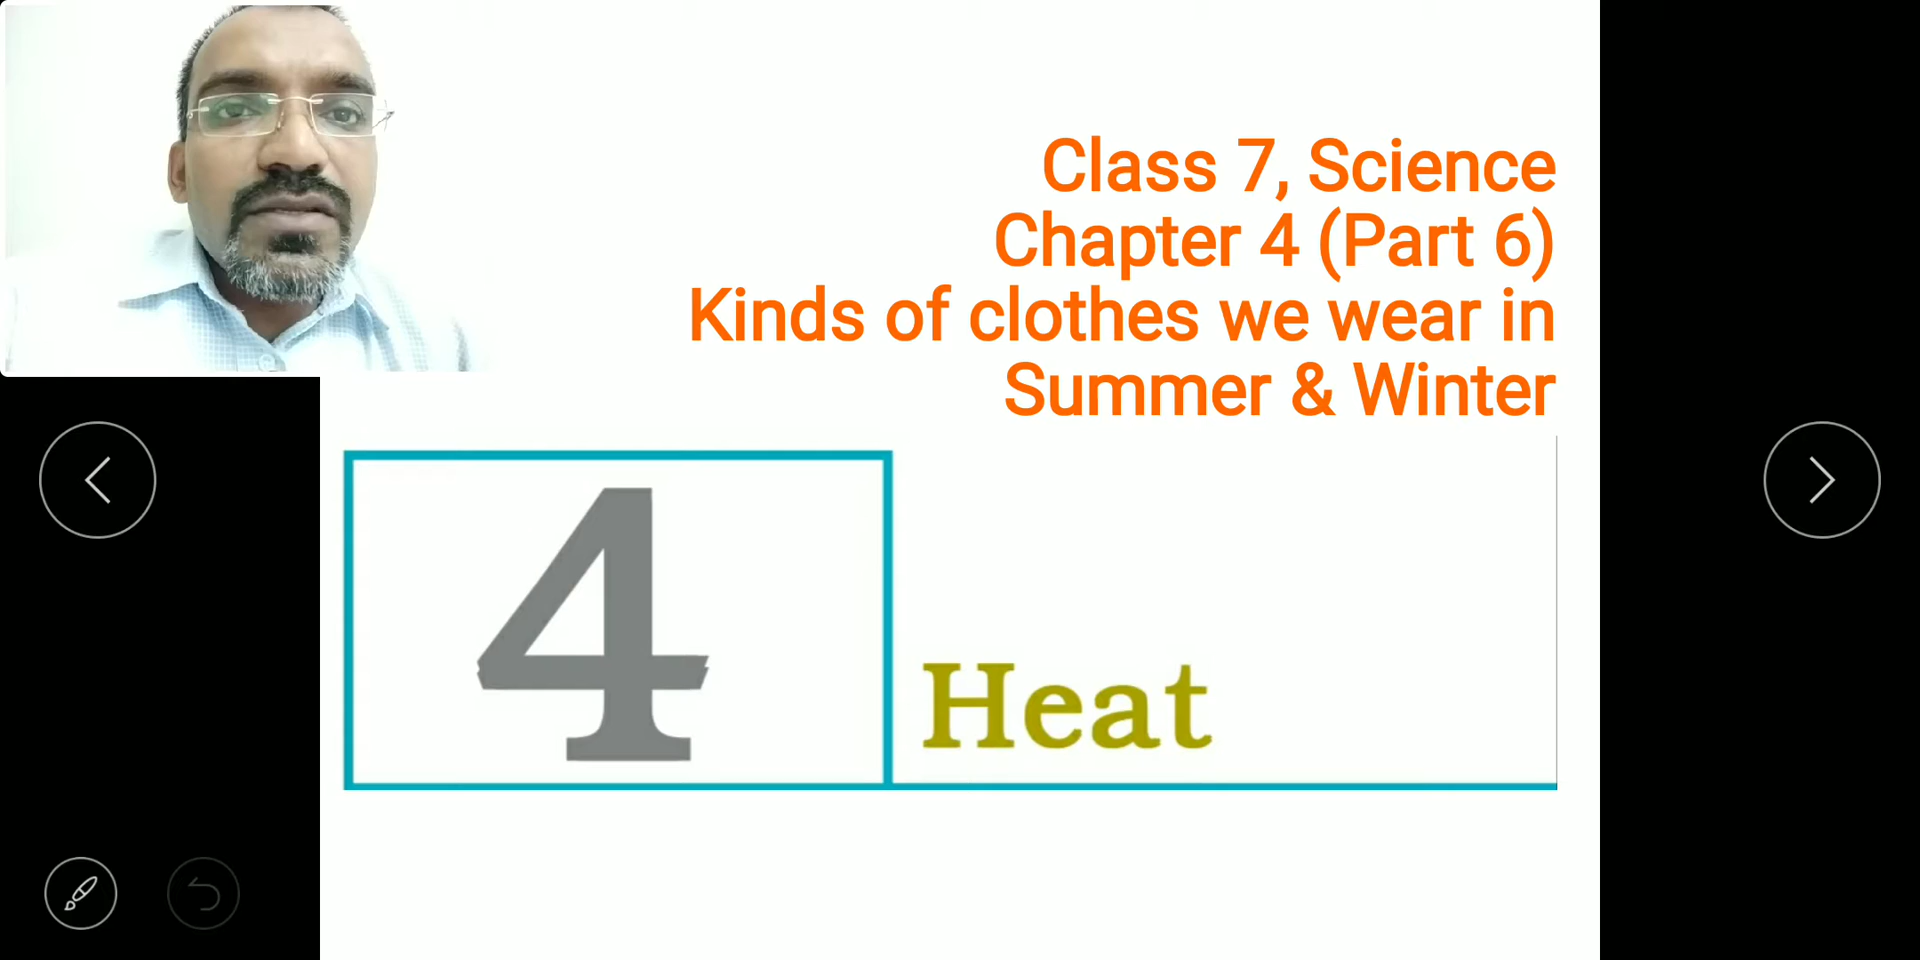 Class 7, Science
Chapter 4 (Part 6)
Kinds of clothes we wear in
Summer & Winter
4
Heat